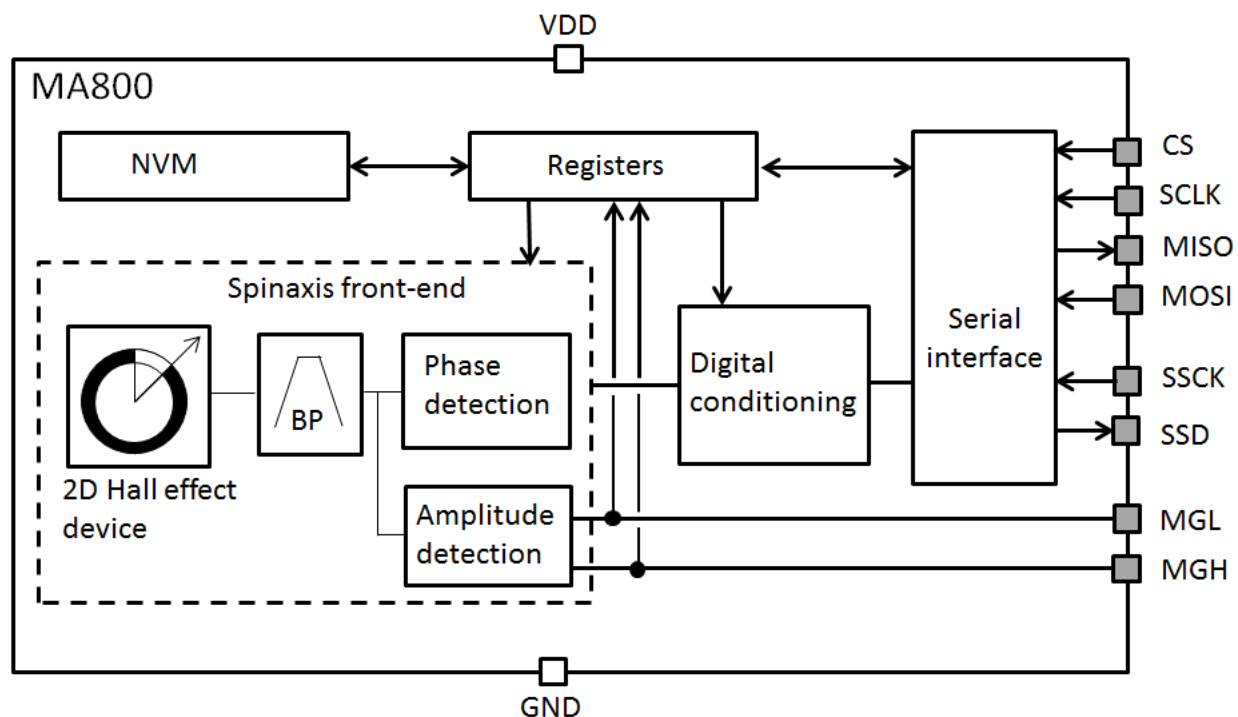 VDD
MA800
NVM
Registers
CS
SCLK
MISO
MOSI
SSCK
SSD
MGL
MGH
Serial
interface
Spinaxis front-end
Phase
detection
Digital
conditioning
BP
2D Hall effect
device
Amplitude
detection
GND